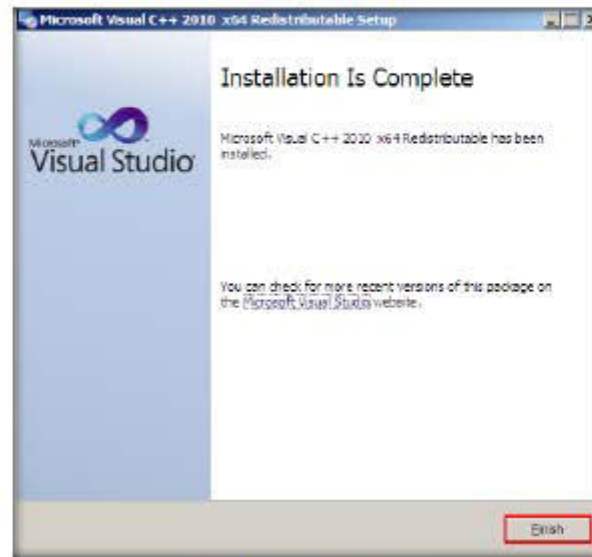 Microsoft Visual C++ 2010 x64 Redistributable Setup
Installation Is Complete
Microsoft Visual C++ 2010 x64 Redistributable has been
installed.
Microsoft
Visual Studio
You can check for more recent versions of this package on
the Microsoft Visual Studio website.
Finish